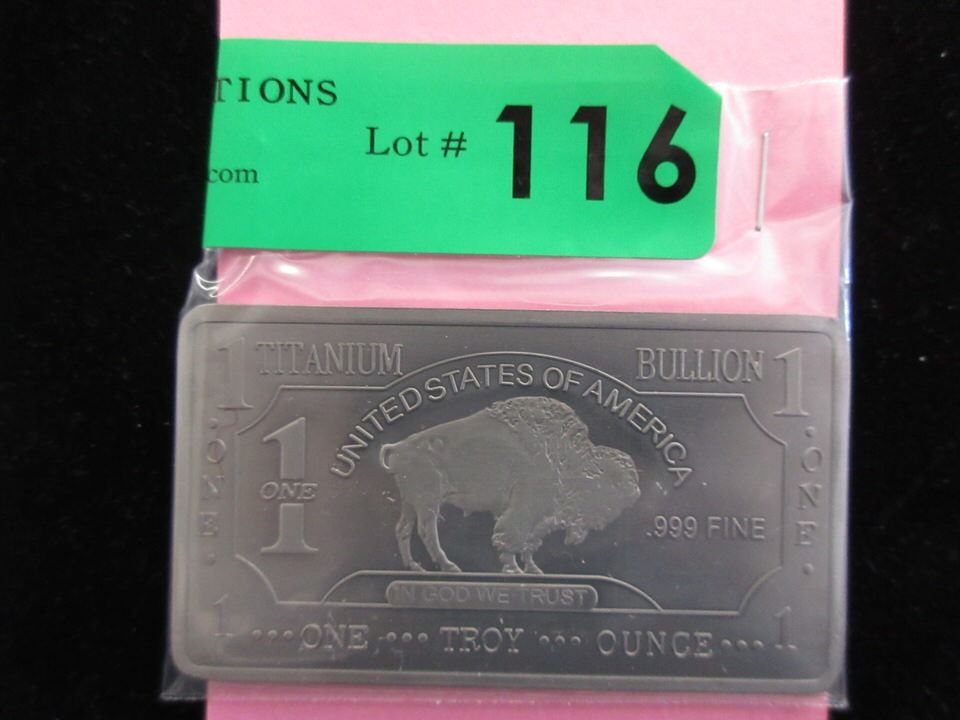 TIONS
Lot # 116
com
1 TITANIUM BULLION 1
UNITED STATES OF AMERICA
1
ONE
.999 FINE
IN GOD WE TRUST
·ONE·
·ONE·
1 ···ONE··· TROY ··· OUNCE··· 1